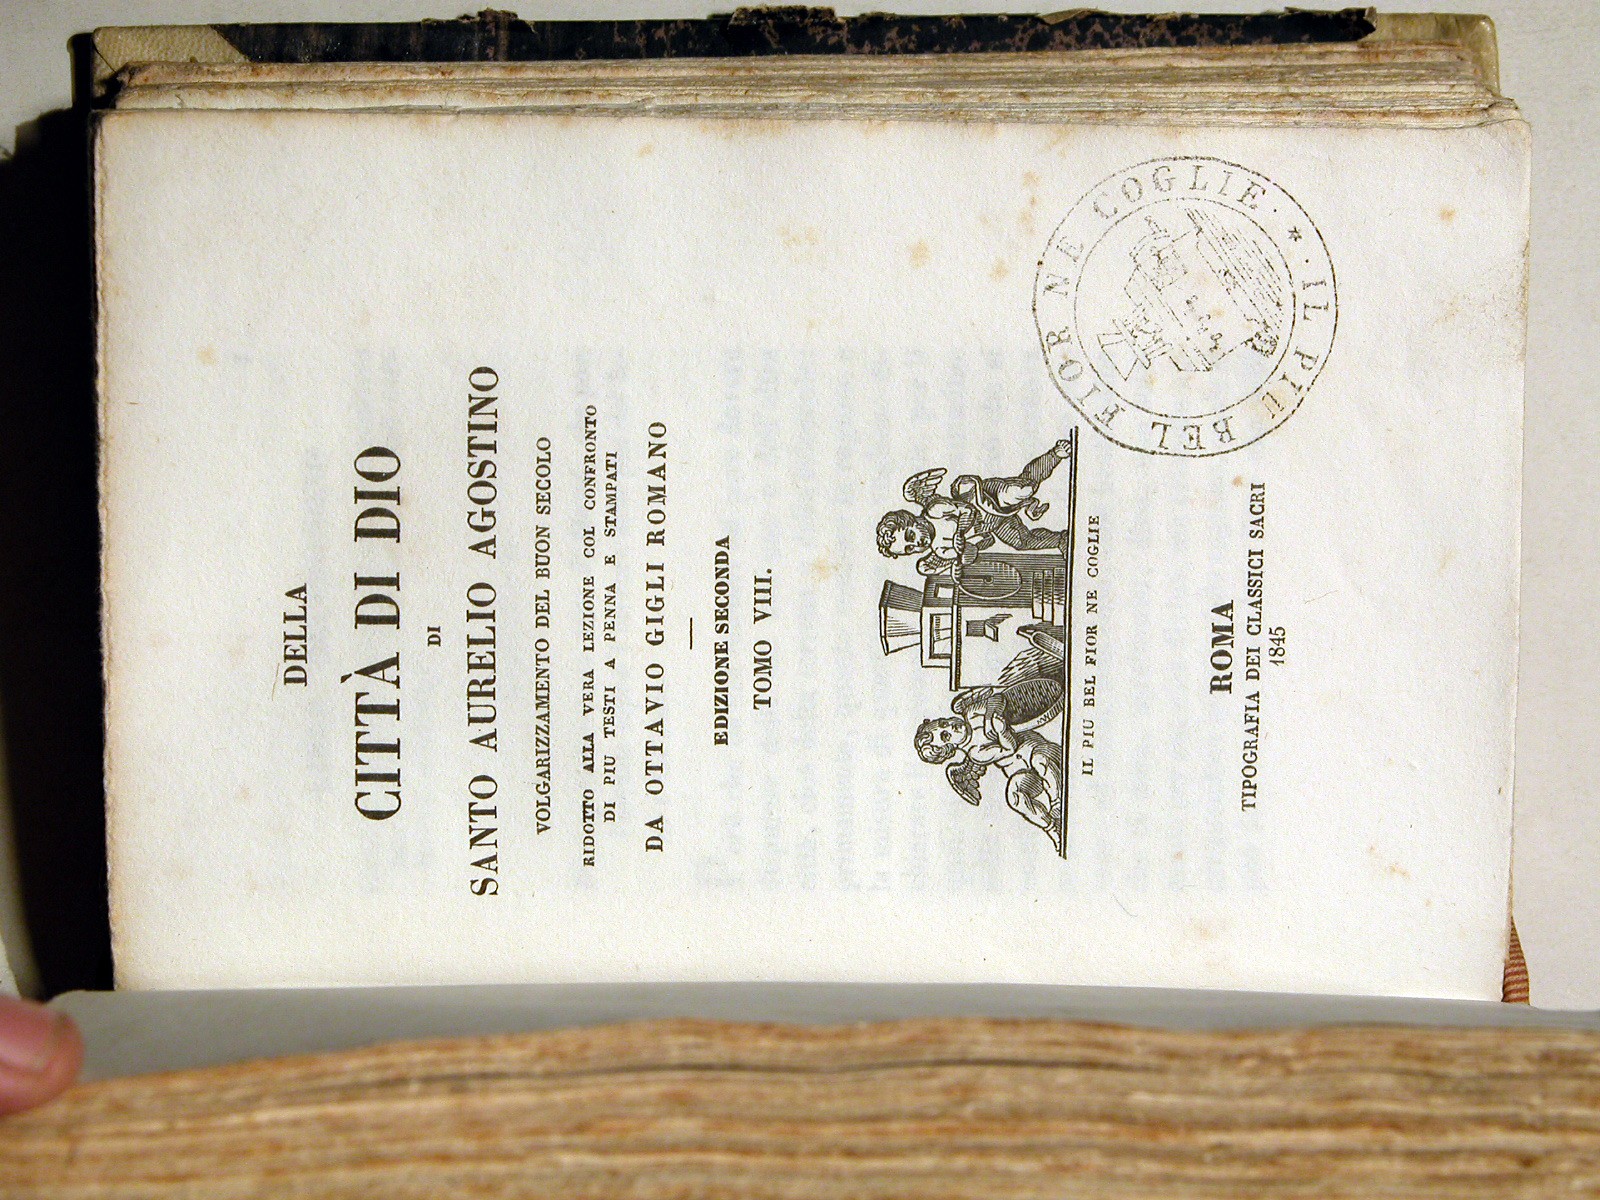 DELLA
CITTÀ DI DIO
DI
SANTO AURELIO AGOSTINO
VOLGARIZZAMENTO DEL BUON SECOLO
RIDOTTO ALLA VERA LEZIONE COL CONFRONTO
DI PIU TESTI A PENNA E STAMPATI
DA OTTAVIO GIGLI ROMANO
EDIZIONE SECONDA
TOMO VIII.
IL PIU BEL FIOR NE COGLIE
ROMA
TIPOGRAFIA DEI CLASSICI SACRI
1845
* · IL PIU BEL FIOR NE COGLIE ·